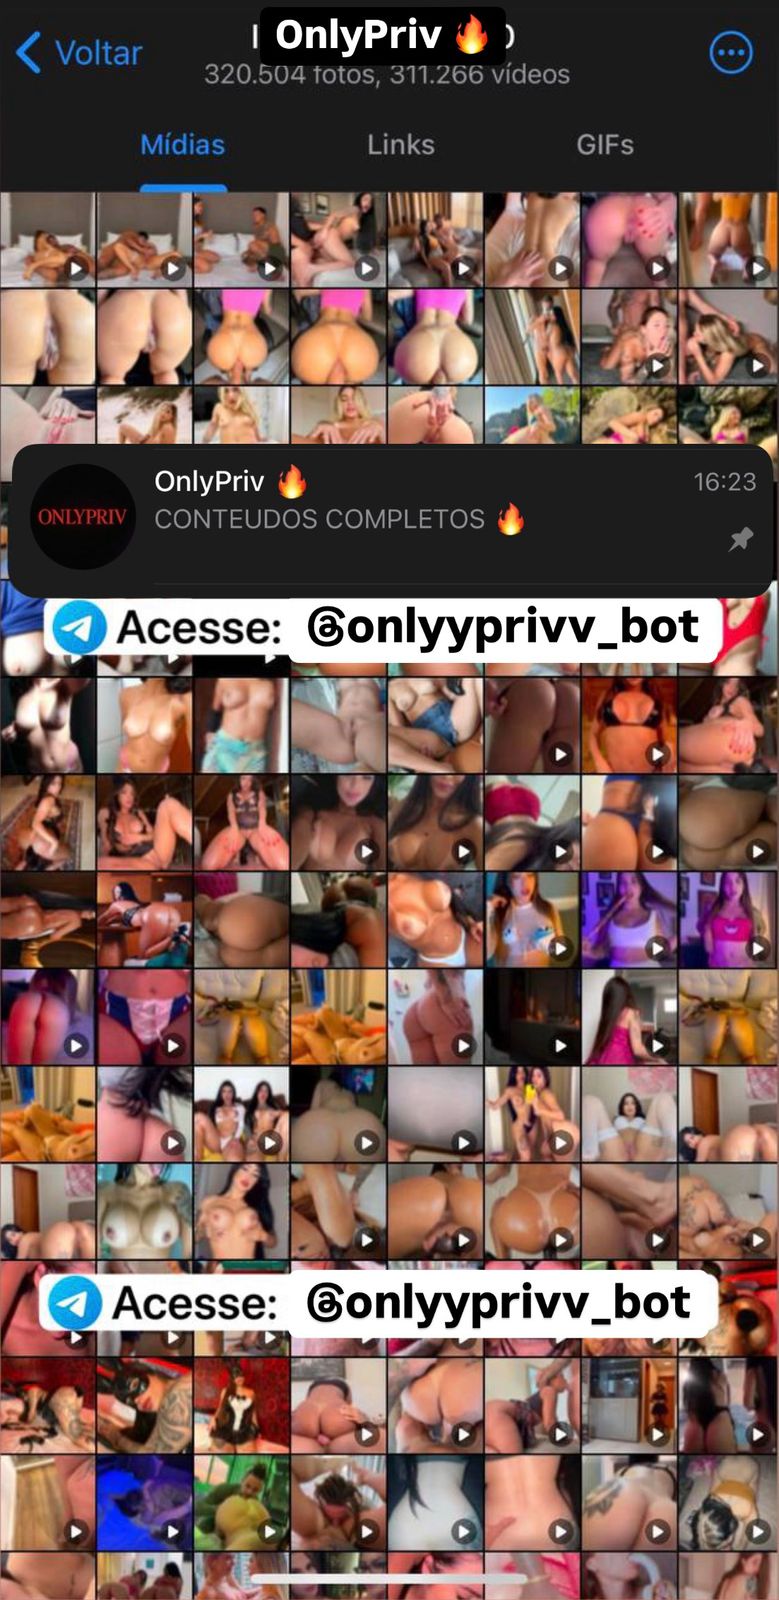 OnlyPriv 🔥
Voltar
320.504 fotos, 311.266 vídeos
Mídias
Links
GIFs
ONLYPRIV
OnlyPriv 🔥
16:23
CONTEUDOS COMPLETOS 🔥
Acesse: @onlyyprivv_bot
Acesse: @onlyyprivv_bot